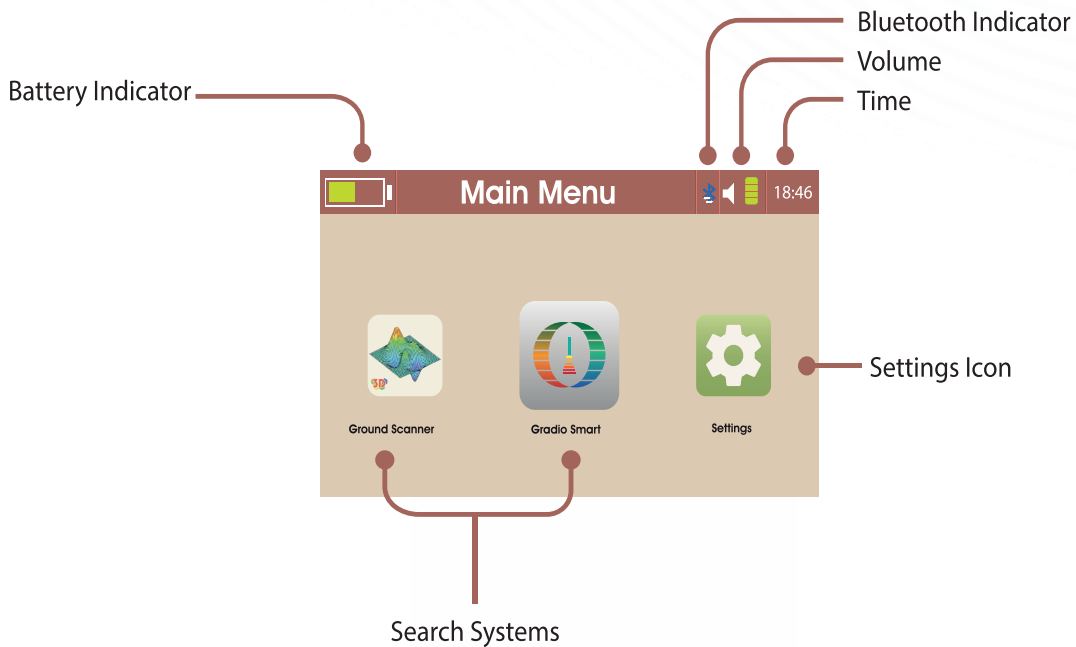 Bluetooth Indicator
Volume
Battery Indicator
Time
Main Menu
18:46
Settings Icon
3D
Ground Scanner
Gradio Smart
Settings
Search Systems